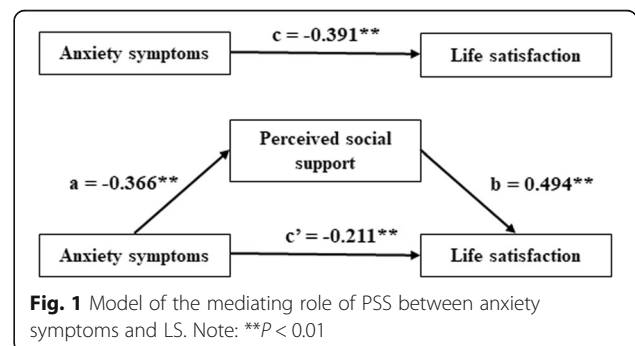 c = -0.391**
Anxiety symptoms
Life satisfaction
Perceived social
support
a = -0.366**
b = 0.494**
c’ = -0.211**
Anxiety symptoms
Life satisfaction
Fig. 1 Model of the mediating role of PSS between anxiety
symptoms and LS. Note: **P < 0.01